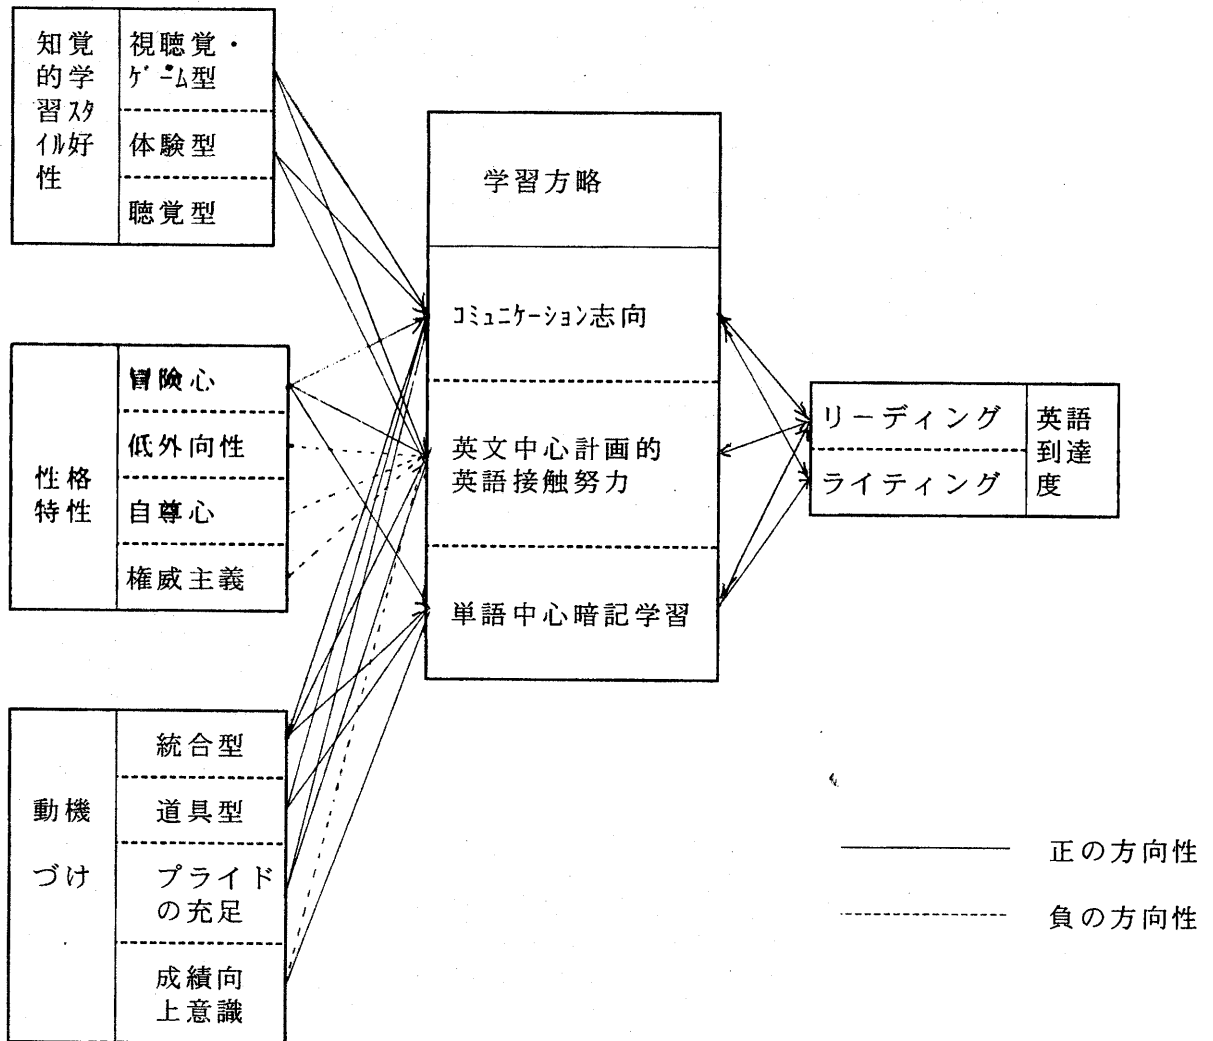 知覚
的学
習スタ
イル好
性
視聴覚・
ゲーム型
体験型
聴覚型
学習方略
コミュニケーション志向
英文中心計画的
英語接触努力
単語中心暗記学習
性格
特性
冒険心
低外向性
自尊心
権威主義
リーディング
ライティング
英語
到達
度
動機
づけ
統合型
道具型
プライド
の充足
成績向
上意識
正の方向性
負の方向性